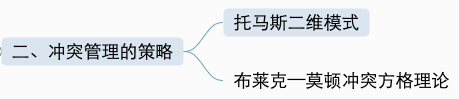 托马斯二维模式
二、冲突管理的策略
布莱克一莫顿冲突方格理论